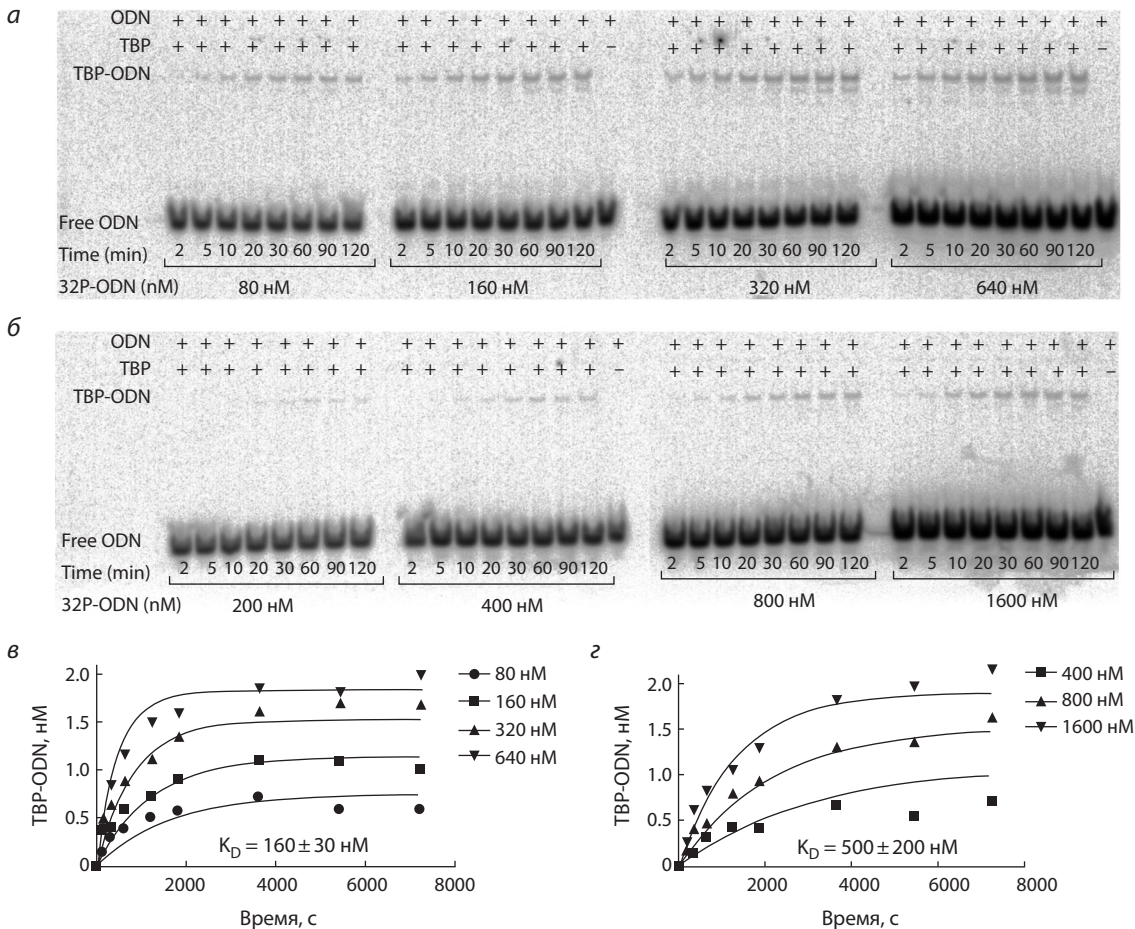 а
ODN + + + + + + + + + + + + + + + + + + + + + + + + + + + + + + + + + +
TBP + + + + + + + + + + + + + + + + – + + + + + + + + + + + + + + + + –
TBP-ODN
Free ODN
Time (min) 2 5 10 20 30 60 90 120 2 5 10 20 30 60 90 120 2 5 10 20 30 60 90 120 2 5 10 20 30 60 90 120
32P-ODN (nM) 80 нМ 160 нМ 320 нМ 640 нМ
б
ODN + + + + + + + + + + + + + + + + + + + + + + + + + + + + + + + + + +
TBP + + + + + + + + + + + + + + + + – + + + + + + + + + + + + + + + + –
TBP-ODN
Free ODN
Time (min) 2 5 10 20 30 60 90 120 2 5 10 20 30 60 90 120 2 5 10 20 30 60 90 120 2 5 10 20 30 60 90 120
32P-ODN (nM) 200 нМ 400 нМ 800 нМ 1600 нМ
в
TBP-ODN, нМ
2.0
1.5
1.0
0.5
0
2000 4000 6000 8000
Время, с
K_D = 160 ± 30 нМ
80 нМ
160 нМ
320 нМ
640 нМ
г
TBP-ODN, нМ
2.0
1.5
1.0
0.5
0
2000 4000 6000 8000
Время, с
K_D = 500 ± 200 нМ
400 нМ
800 нМ
1600 нМ